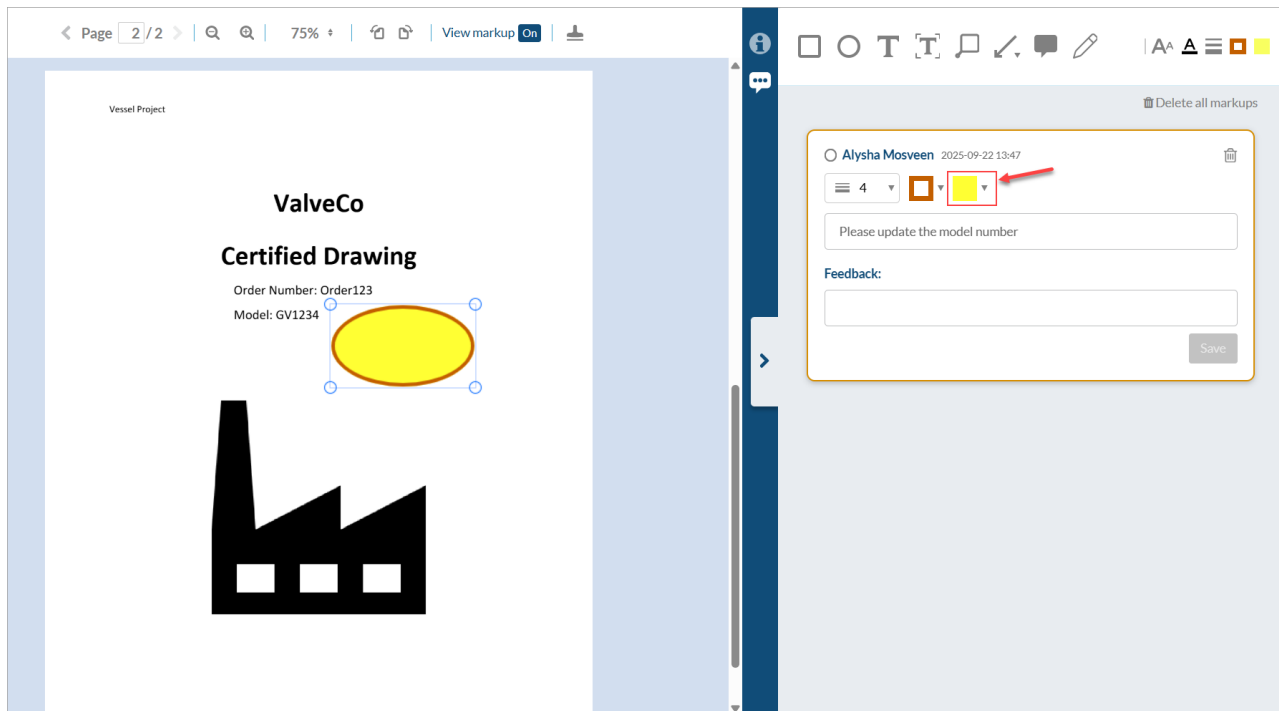 Page 2 / 2 75% View markup On
Vessel Project
ValveCo
Certified Drawing
Order Number: Order123
Model: GV1234
T T AA A
Delete all markups
Alysha Mosveen 2025-09-22 13:47
4
Please update the model number
Feedback:
Save